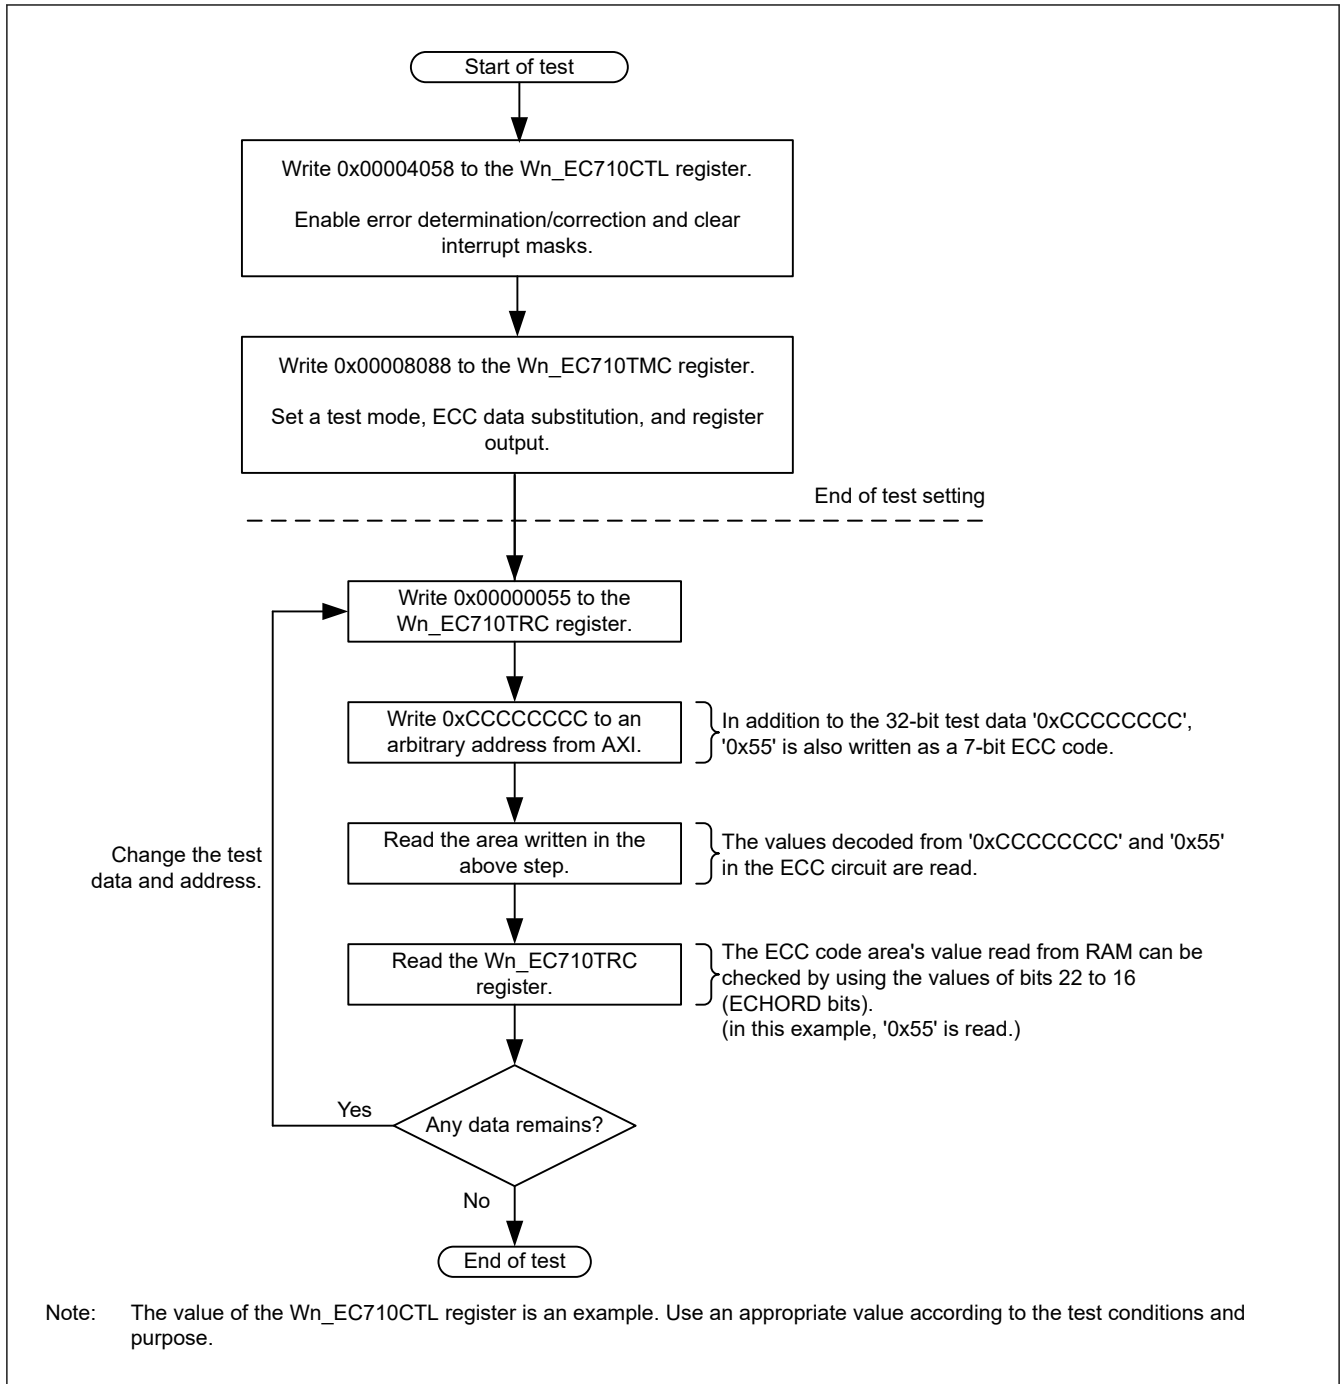 Start of test
Write 0x00004058 to the Wn_EC710CTL register.
Enable error determination/correction and clear
interrupt masks.
Write 0x00008088 to the Wn_EC710TMC register.
Set a test mode, ECC data substitution, and register
output.
End of test setting
Write 0x00000055 to the
Wn_EC710TRC register.
Write 0xCCCCCCCC to an
arbitrary address from AXI.
In addition to the 32-bit test data '0xCCCCCCCC',
'0x55' is also written as a 7-bit ECC code.
Read the area written in the
above step.
The values decoded from '0xCCCCCCCC' and '0x55'
in the ECC circuit are read.
Change the test
data and address.
Read the Wn_EC710TRC
register.
The ECC code area's value read from RAM can be
checked by using the values of bits 22 to 16
(ECHORD bits).
(in this example, '0x55' is read.)
Yes
Any data remains?
No
End of test
Note: The value of the Wn_EC710CTL register is an example. Use an appropriate value according to the test conditions and
purpose.